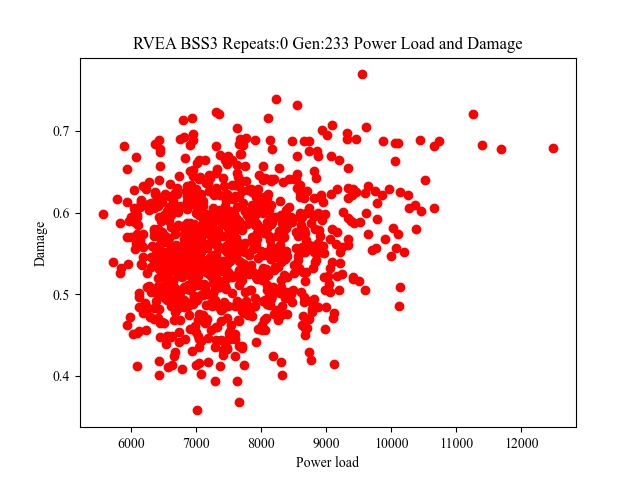 RVEA BSS3 Repeats:0 Gen:233 Power Load and Damage
0.7
0.6
0.5
0.4
Damage
6000 7000 8000 9000 10000 11000 12000
Power load